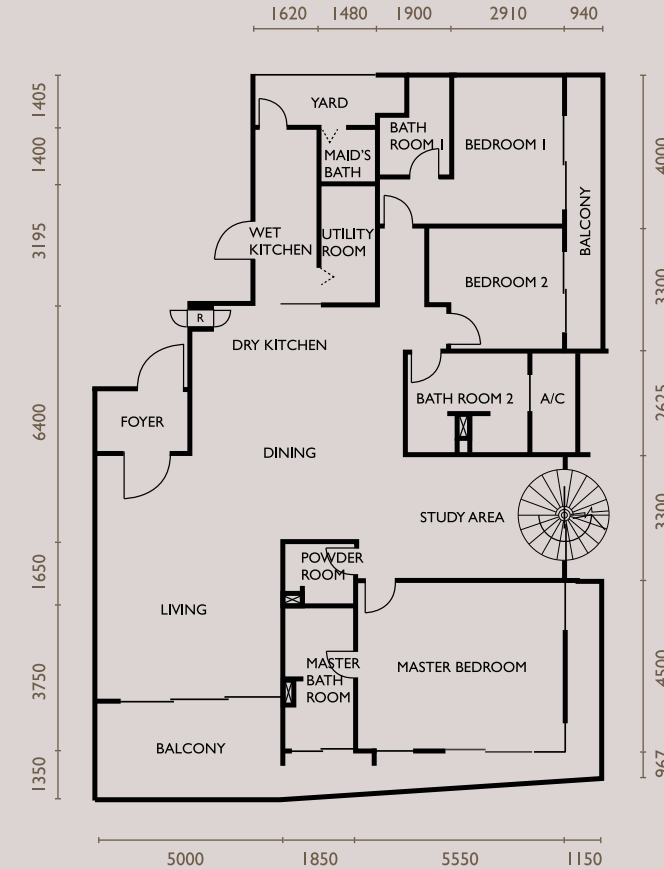 1620 1480 1900 2910 940
1405
YARD
BATH
ROOM 1
BEDROOM 1
4000
1400
MAID'S
BATH
BALCONY
3195
WET
KITCHEN
UTILITY
ROOM
BEDROOM 2
3300
R
DRY KITCHEN
6400
FOYER
BATH ROOM 2
A/C
2625
DINING
STUDY AREA
3300
1650
POWDER
ROOM
LIVING
3750
MASTER
BATH
ROOM
MASTER BEDROOM
4500
BALCONY
1350
967
5000 1850 5550 1150